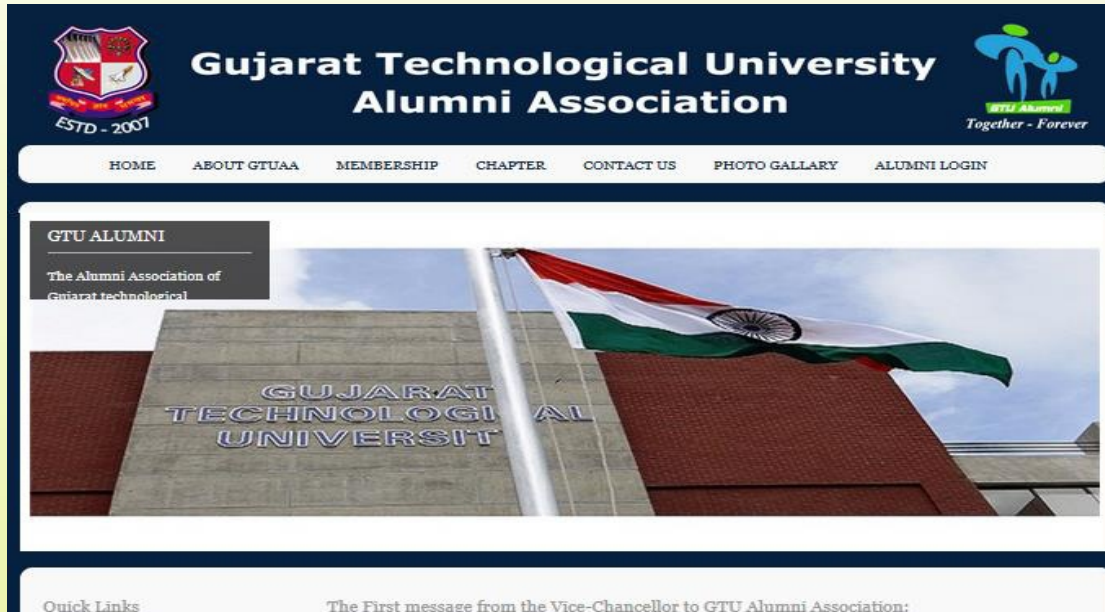 Gujarat Technological University
Alumni Association
ESTD - 2007
GTU Alumni
Together - Forever
HOME ABOUT GTUAA MEMBERSHIP CHAPTER CONTACT US PHOTO GALLARY ALUMNI LOGIN
GTU ALUMNI
The Alumni Association of
Gujarat technological
GUJARAT
TECHNOLOGI AL
UNIVERSIT
Quick Links
The First message from the Vice-Chancellor to GTU Alumni Association: